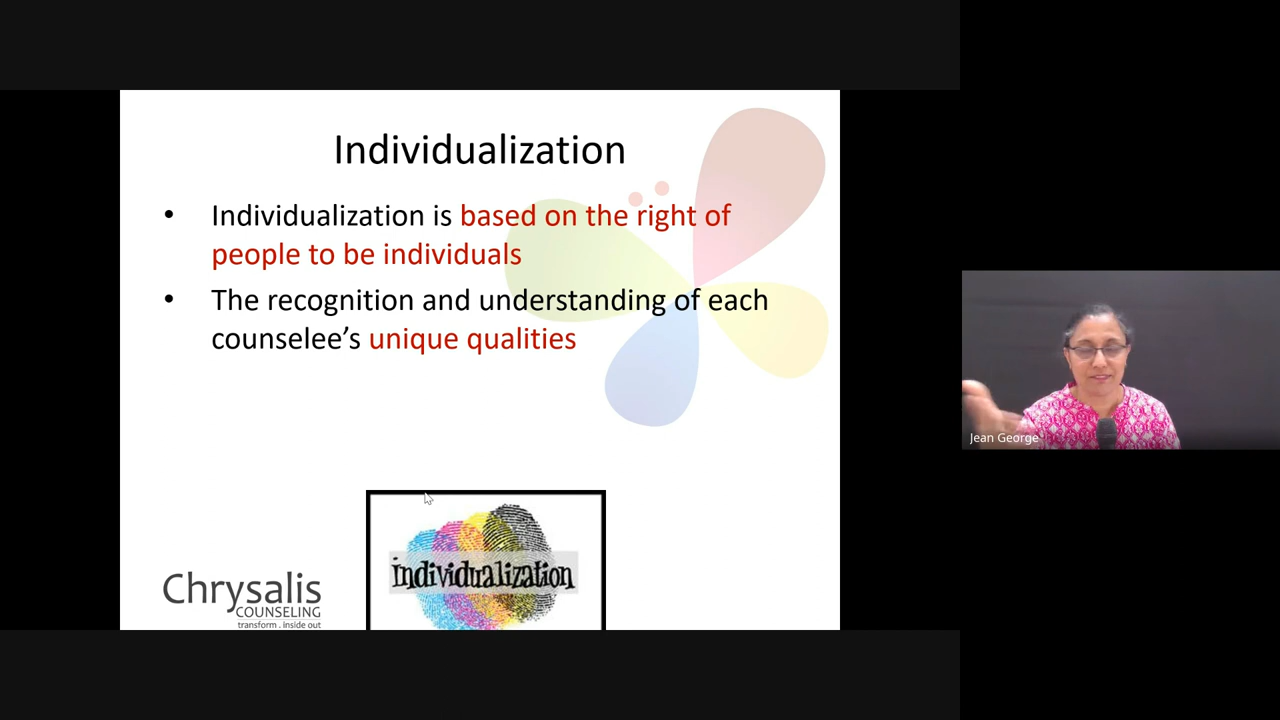 Individualization
• Individualization is based on the right of
people to be individuals
• The recognition and understanding of each
counselee’s unique qualities
individualization
Chrysalis
COUNSELING
transform . inside out
Jean George